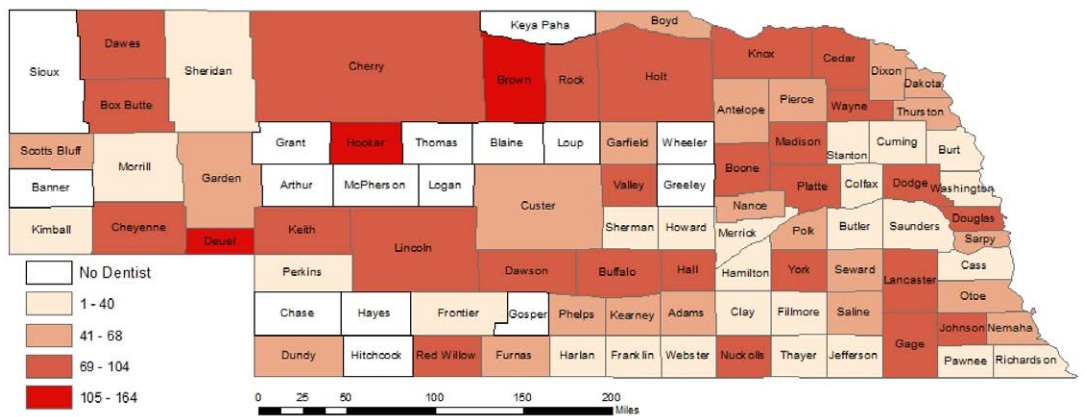 Keya Paha
Boyd
Dawes
Knox
Cedar
Sioux
Sheridan
Cherry
Brown
Rock
Holt
Dixon
Dakota
Box Butte
Antelope
Pierce
Wayne
Thurston
Grant
Hooker
Thomas
Blaine
Loup
Garfield
Wheeler
Madison
Stanton
Cuming
Burt
Scotts Bluff
Morrill
Garden
Boone
Banner
Arthur
McPherson
Logan
Custer
Valley
Greeley
Platte
Colfax
Dodge
Washington
Nance
Kimball
Cheyenne
Deuel
Keith
Lincoln
Sherman
Howard
Merrick
Polk
Butler
Saunders
Douglas
Sarpy
Perkins
Dawson
Buffalo
Hall
Hamilton
York
Seward
Lancaster
Cass
Otoe
Chase
Hayes
Frontier
Gosper
Phelps
Kearney
Adams
Clay
Fillmore
Saline
Johnson
Nemaha
Dundy
Hitchcock
Red Willow
Furnas
Harlan
Franklin
Webster
Nuckolls
Thayer
Jefferson
Gage
Pawnee
Richardson
No Dentist
1 - 40
41 - 68
69 - 104
105 - 164
0 25 50 100 150 200
Miles